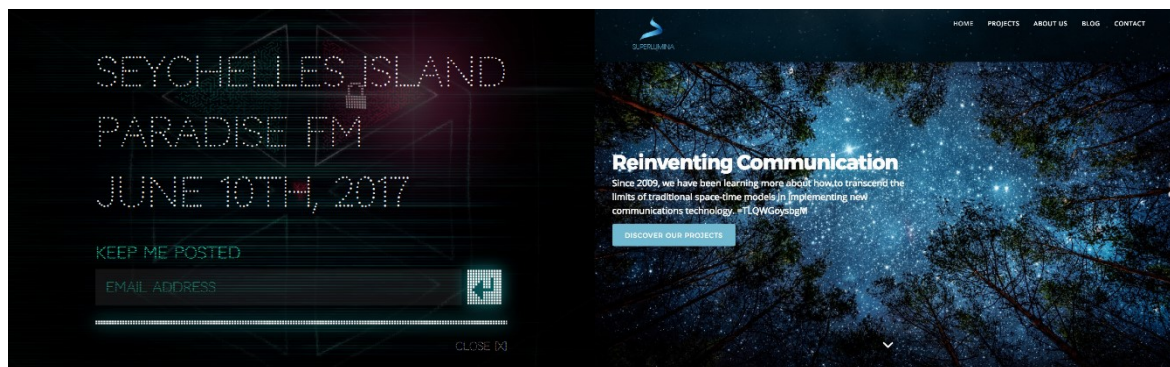 SEYCHELLES ISLAND
PARADISE FM
JUNE 10TH, 2017
KEEP ME POSTED
EMAIL ADDRESS
CLOSE [X]
SUPERLUMINA
HOME PROJECTS ABOUT US BLOG CONTACT
Reinventing Communication
Since 2009, we have been learning more about how to transcend the
limits of traditional space-time models in implementing new
communications technology. =TLQWGoysbgM
DISCOVER OUR PROJECTS